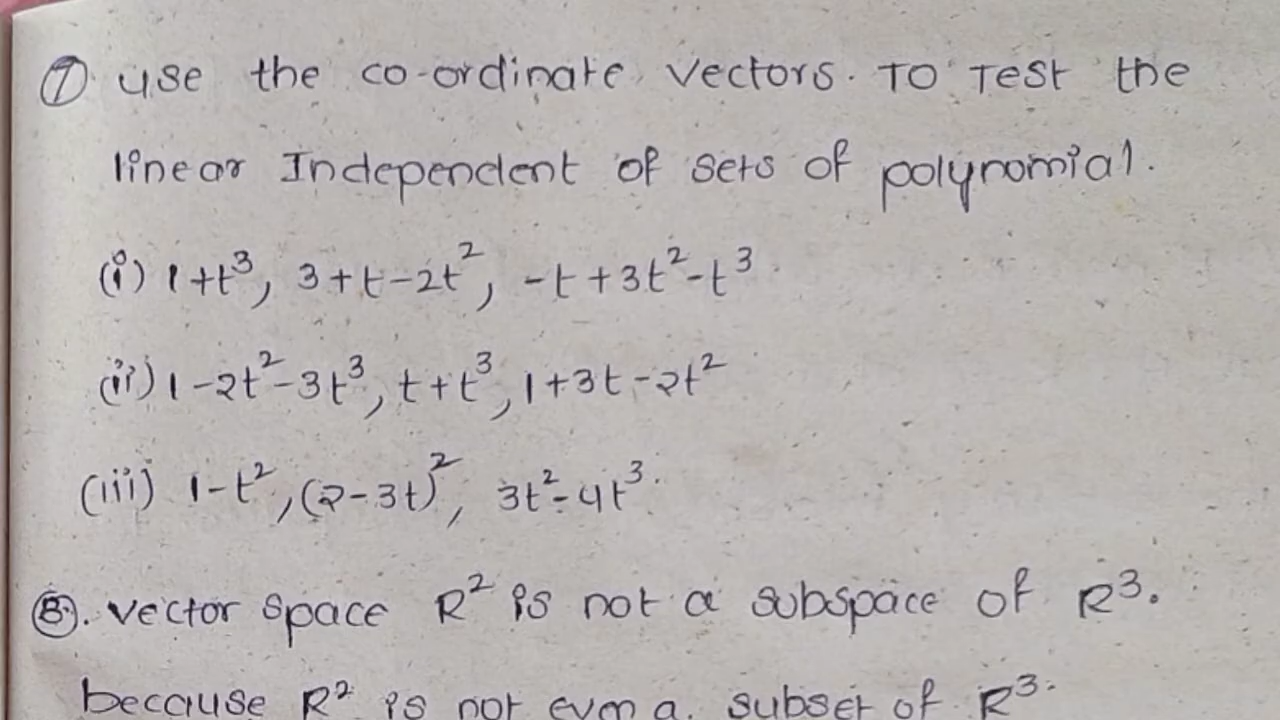 ⑦ use the co-ordinate vectors. To Test the
linear Independent of sets of polynomial.
(i) 1+t³, 3+t-2t², -t+3t²-t³.
(ii) 1-2t²-3t³, t+t³, 1+3t-2t²
(iii) 1-t², (2-3t)², 3t²-4t³.
⑧. vector space R² is not a subspace of R³.
because R² is not even a. subset of R³.